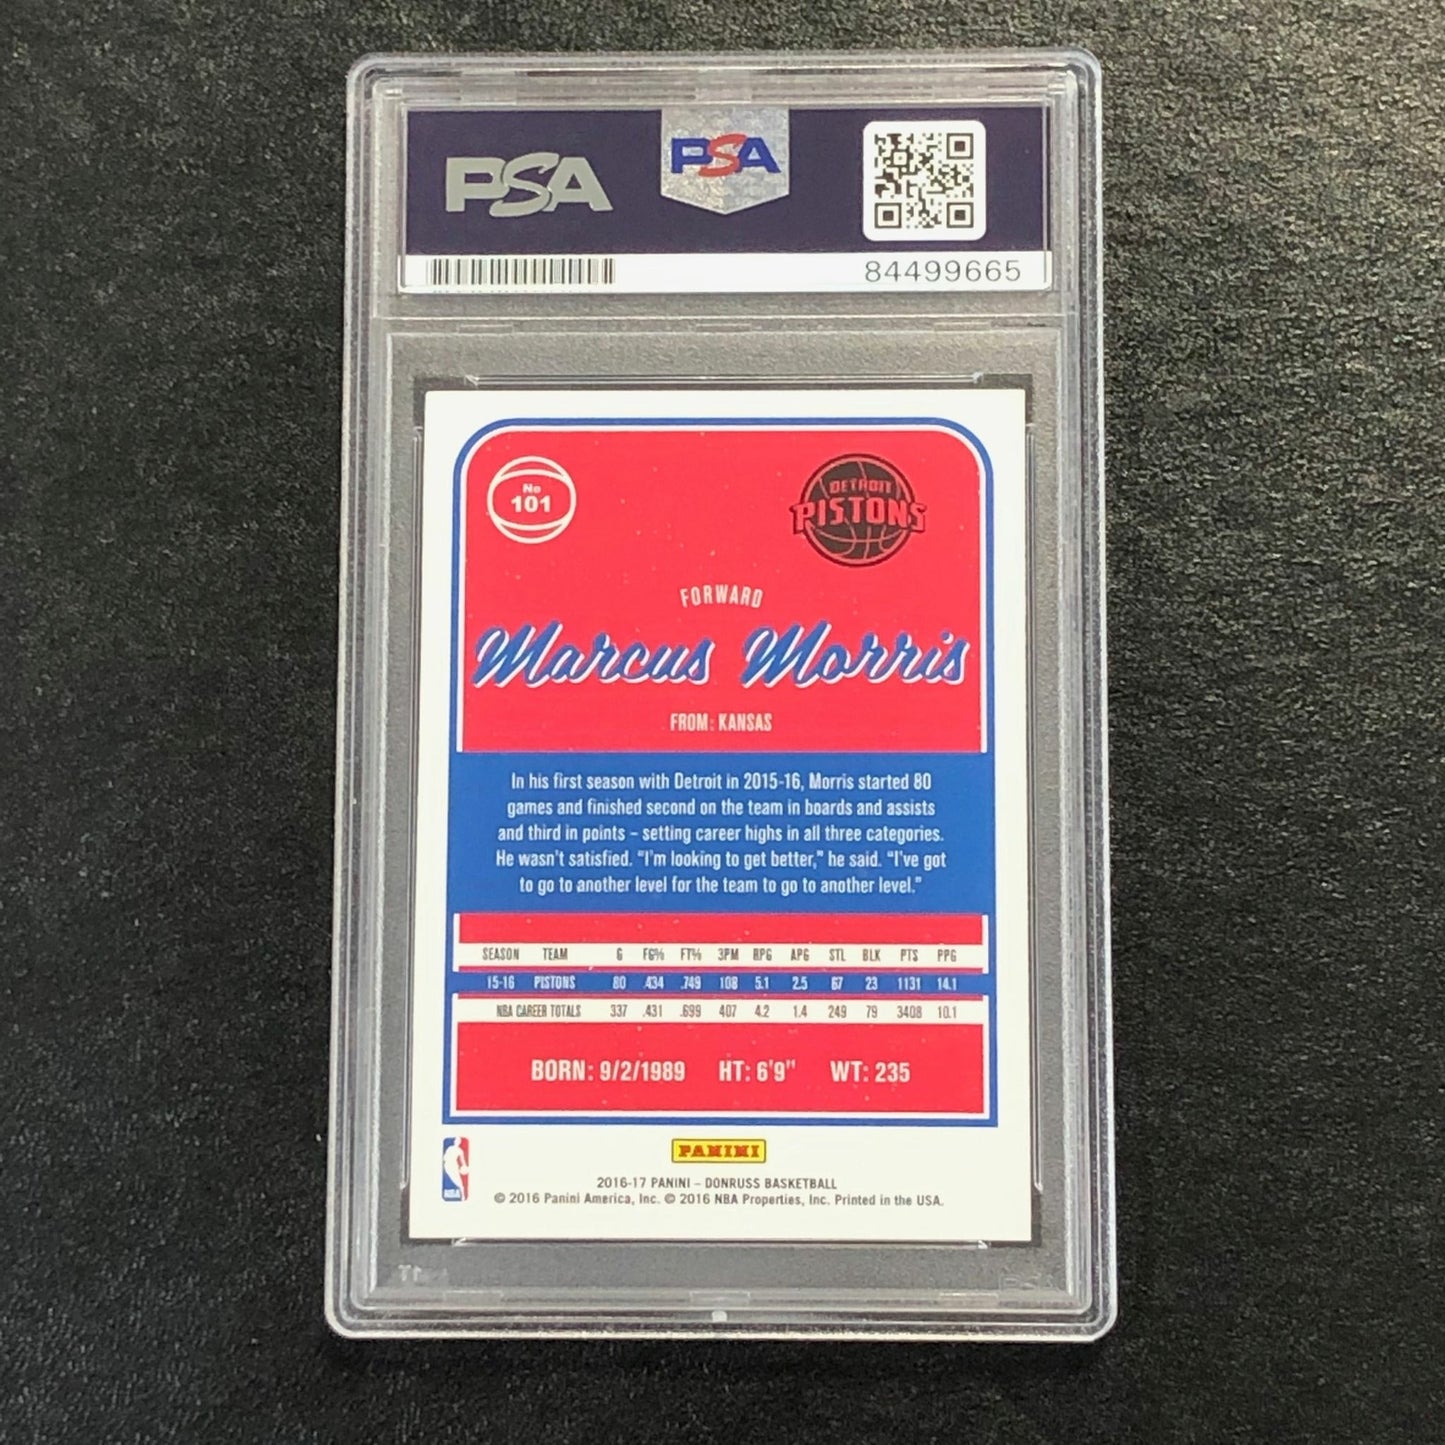 PSA
PSA
84499665
No
101
DETROIT
PISTONS
FORWARD
Marcus Morris
FROM: KANSAS
In his first season with Detroit in 2015-16, Morris started 80
games and finished second on the team in boards and assists
and third in points – setting career highs in all three categories.
He wasn't satisfied. “I'm looking to get better,” he said. “I've got
to go to another level for the team to go to another level.”
SEASON TEAM G FG% FT% 3PM RPG APG STL BLK PTS PPG
15-16 PISTONS 80 .434 .749 108 5.1 2.5 67 23 1131 14.1
NBA CAREER TOTALS 337 .431 .699 407 4.2 1.4 249 79 3408 10.1
BORN: 9/2/1989 HT: 6'9" WT: 235
NBA
PANINI
2016-17 PANINI – DONRUSS BASKETBALL
© 2016 Panini America, Inc. © 2016 NBA Properties, Inc. Printed in the USA.